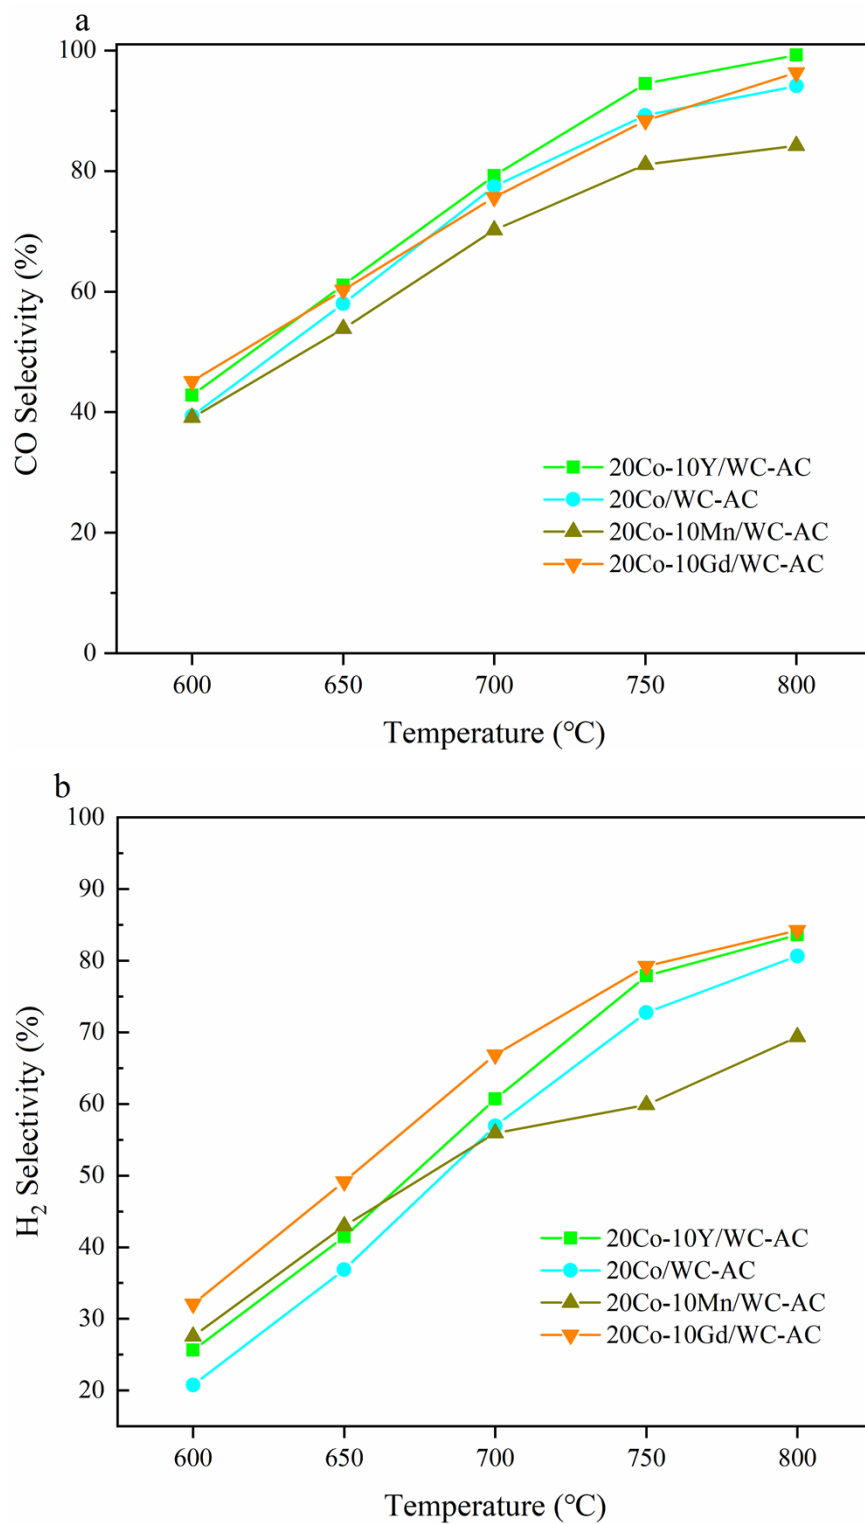 a
100
80
60
40
20
0
CO Selectivity (%)
20Co-10Y/WC-AC
20Co/WC-AC
20Co-10Mn/WC-AC
20Co-10Gd/WC-AC
600 650 700 750 800
Temperature (℃)
b
100
90
80
70
60
50
40
30
20
H₂ Selectivity (%)
20Co-10Y/WC-AC
20Co/WC-AC
20Co-10Mn/WC-AC
20Co-10Gd/WC-AC
600 650 700 750 800
Temperature (℃)